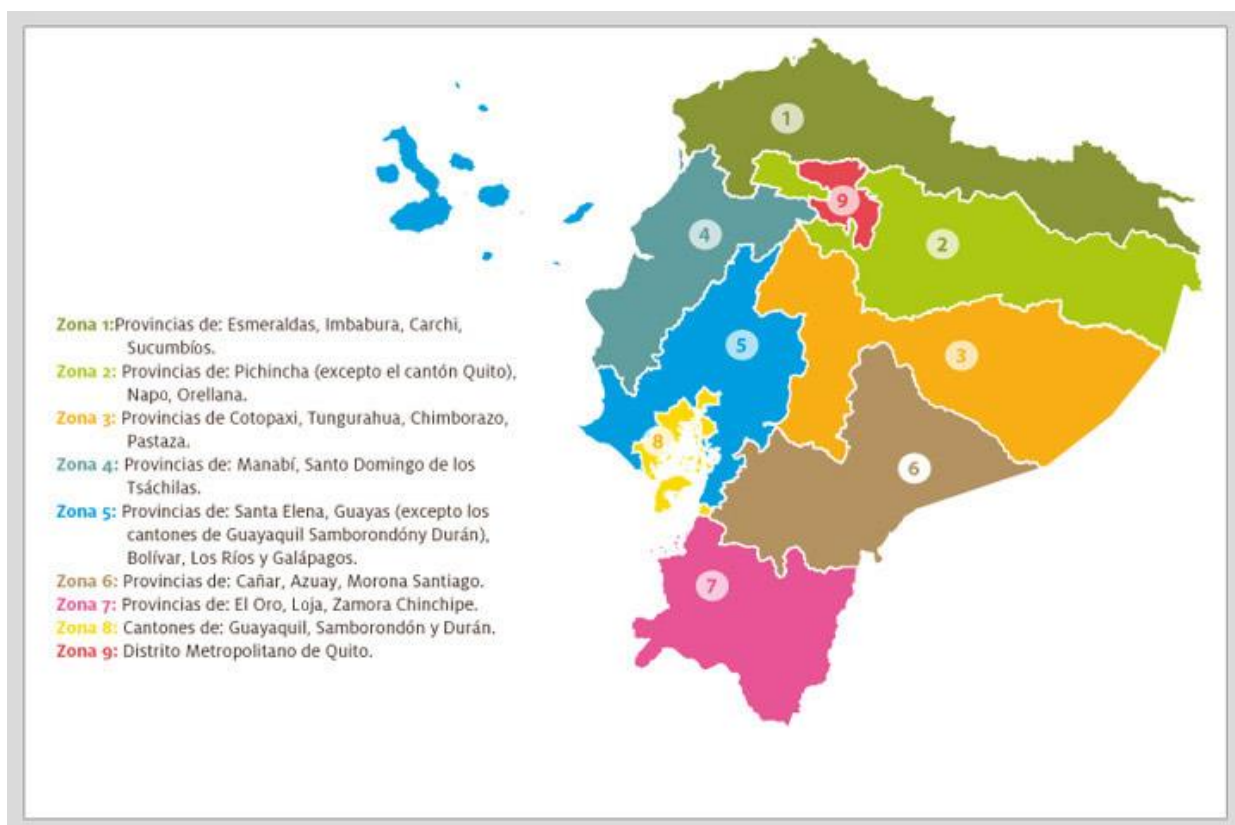 1
9
2
4
Zona 1:Provincias de: Esmeraldas, Imbabura, Carchi,
Sucumbíos.
Zona 2: Provincias de: Pichincha (excepto el cantón Quito),
Napo, Orellana.
Zona 3: Provincias de Cotopaxi, Tungurahua, Chimborazo,
Pastaza.
Zona 4: Provincias de: Manabí, Santo Domingo de los
Tsáchilas.
Zona 5: Provincias de: Santa Elena, Guayas (excepto los
cantones de Guayaquil Samborondóny Durán),
Bolívar, Los Ríos y Galápagos.
Zona 6: Provincias de: Cañar, Azuay, Morona Santiago.
Zona 7: Provincias de: El Oro, Loja, Zamora Chinchipe.
Zona 8: Cantones de: Guayaquil, Samborondón y Durán.
Zona 9: Distrito Metropolitano de Quito.
5
3
8
6
7